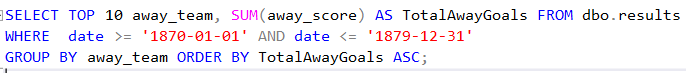 SELECT TOP 10 away_team, SUM(away_score) AS TotalAwayGoals FROM dbo.results
WHERE  date >= '1870-01-01' AND date <= '1879-12-31'
GROUP BY away_team ORDER BY TotalAwayGoals ASC;